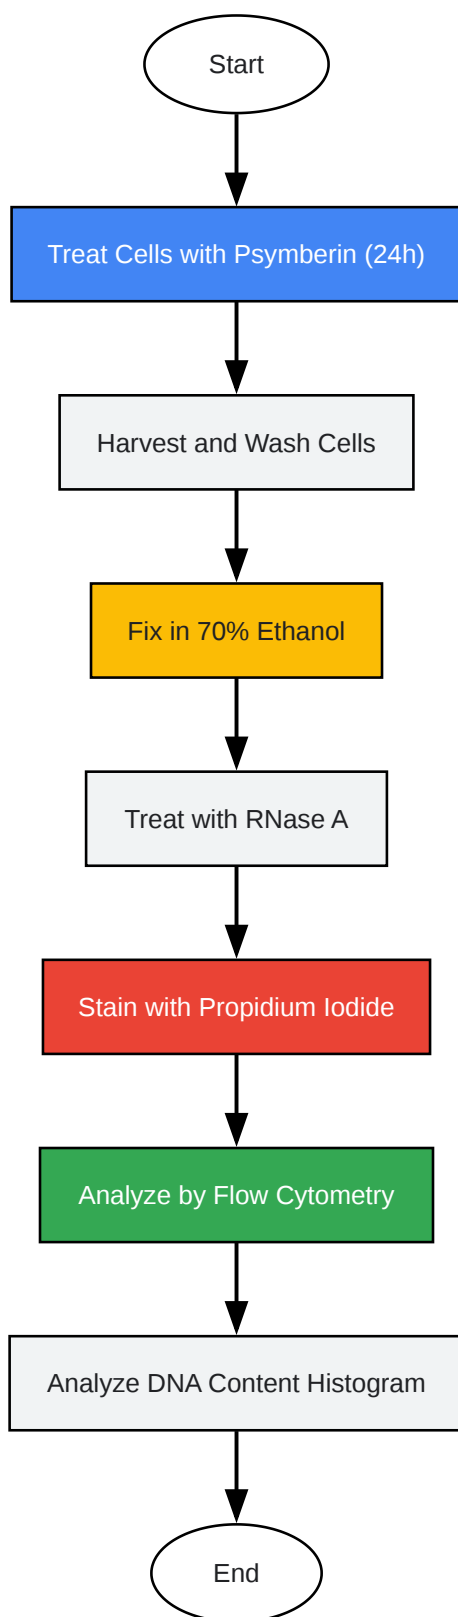 Start
Treat Cells with Psymberin (24h)
Harvest and Wash Cells
Fix in 70% Ethanol
Treat with RNase A
Stain with Propidium Iodide
Analyze by Flow Cytometry
Analyze DNA Content Histogram
End